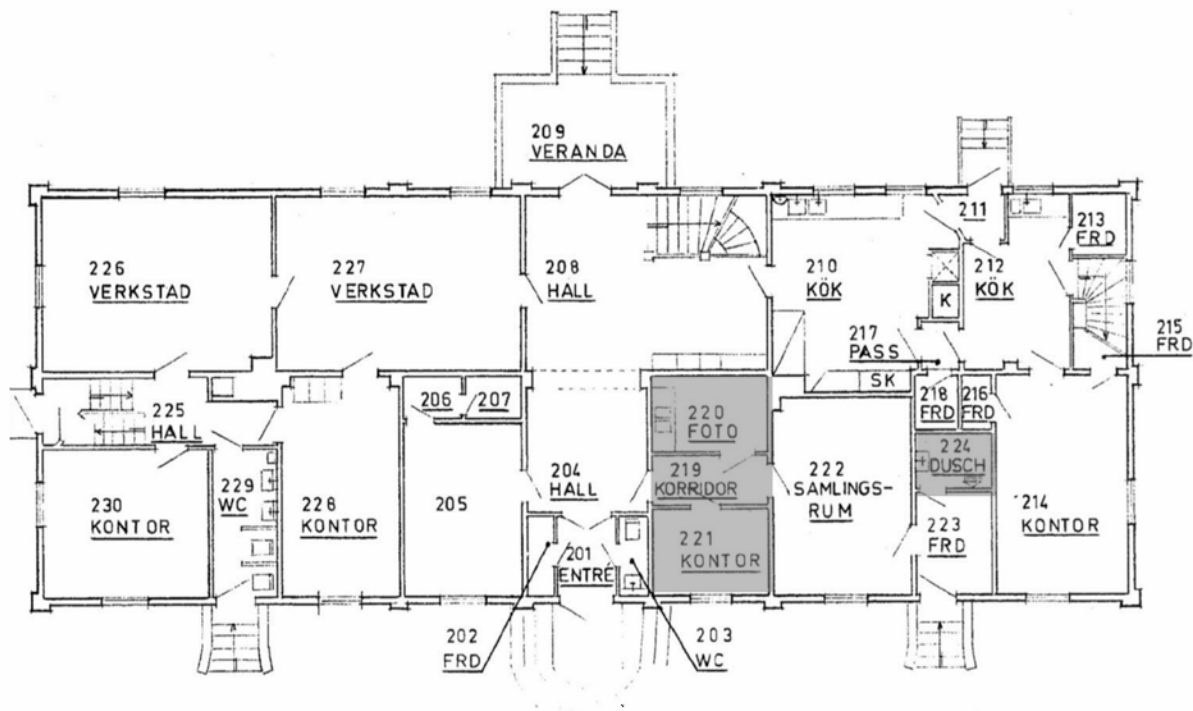 209
VERANDA
226
VERKSTAD
227
VERKSTAD
208
HALL
210
KÖK
211
212
KÖK
213
FRD
K
217
PASS
215
FRD
SK
218
FRD
216
FRD
225
HALL
206
207
220
FOTO
219
KORRIDOR
204
HALL
222
SAMLINGS-
RUM
224
DUSCH
230
KONTOR
229
WC
228
KONTOR
205
214
KONTOR
221
KONTOR
223
FRD
201
ENTRÉ
202
FRD
203
WC